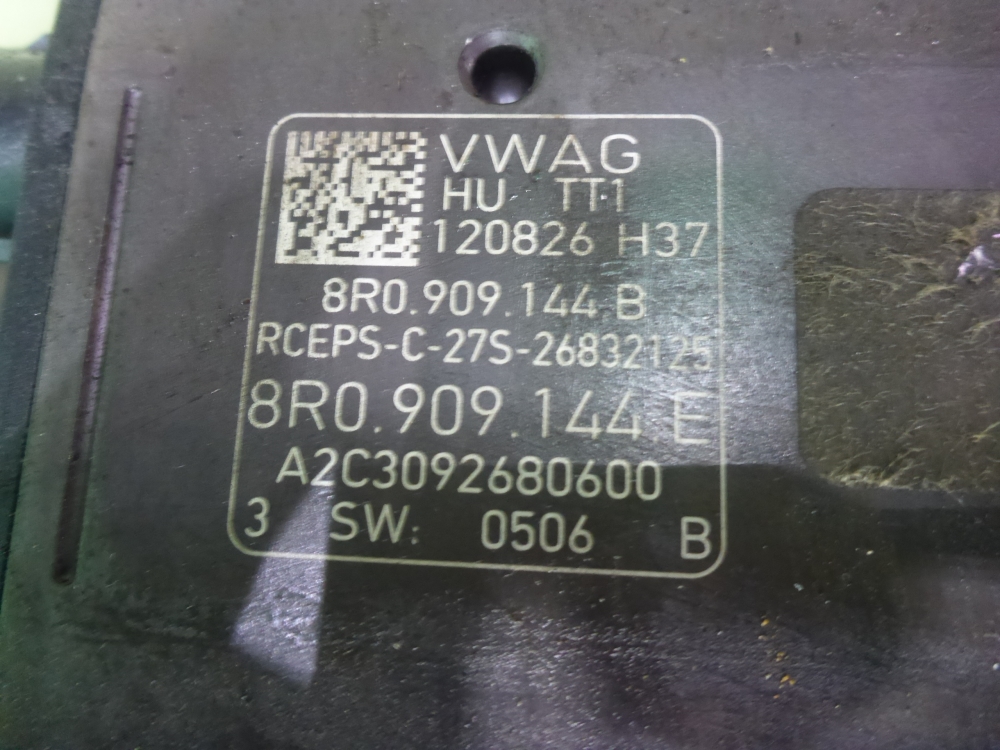 VWAG
HU TT1
120826 H37
8R0.909.144.B
RCEPS-C-27S-26832125
8R0.909.144.E
A2C3092680600
3 SW: 0506 B